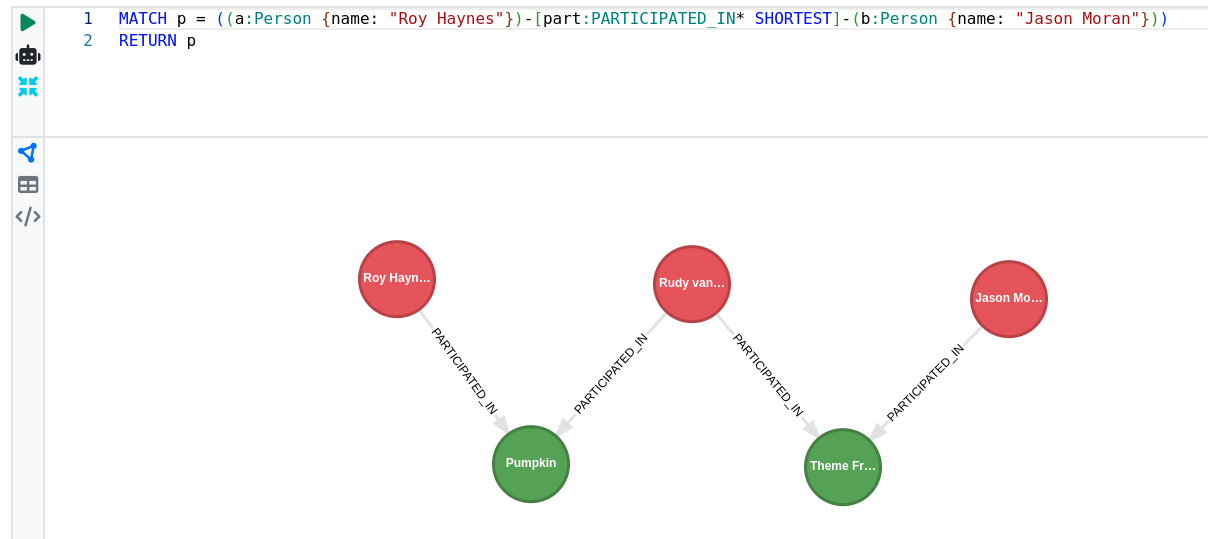 1 MATCH p = ((a:Person {name: "Roy Haynes"})-[part:PARTICIPATED_IN* SHORTEST]-(b:Person {name: "Jason Moran"}))
2 RETURN p
Roy Hayn...
Rudy van...
Jason Mo...
PARTICIPATED_IN
PARTICIPATED_IN
PARTICIPATED_IN
PARTICIPATED_IN
Pumpkin
Theme Fr...